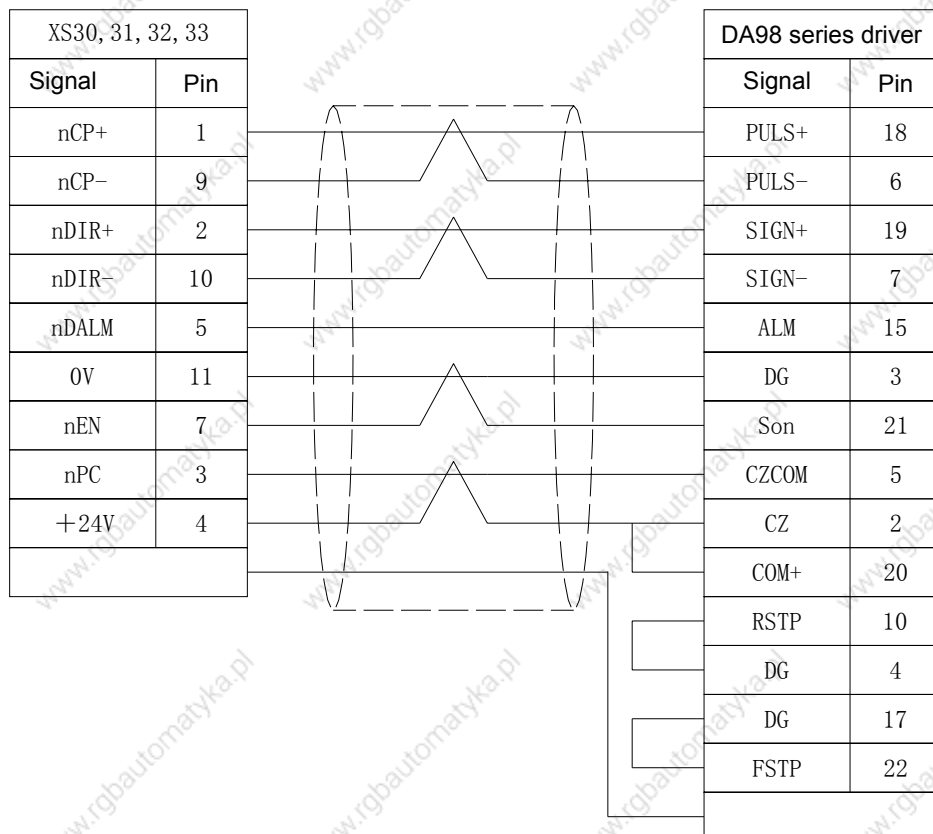 XS30,31,32,33 DA98 series driver
Signal Pin Signal Pin
nCP+ 1 PULS+ 18
nCP- 9 PULS- 6
nDIR+ 2 SIGN+ 19
nDIR- 10 SIGN- 7
nDALM 5 ALM 15
0V 11 DG 3
nEN 7 Son 21
nPC 3 CZCOM 5
+24V 4 CZ 2
COM+ 20
RSTP 10
DG 4
DG 17
FSTP 22
www.rgbautomatyka.pl